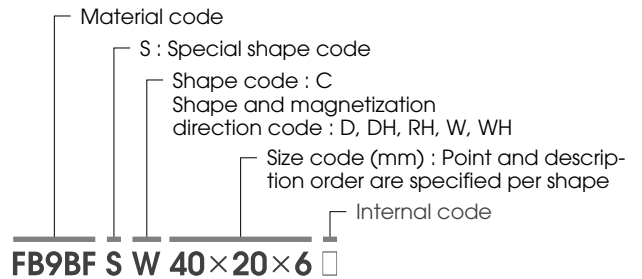 Material code
S : Special shape code
Shape code : C
Shape and magnetization
direction code : D, DH, RH, W, WH
Size code (mm) : Point and descrip-
tion order are specified per shape
Internal code
FB9BF S W 40×20×6 □